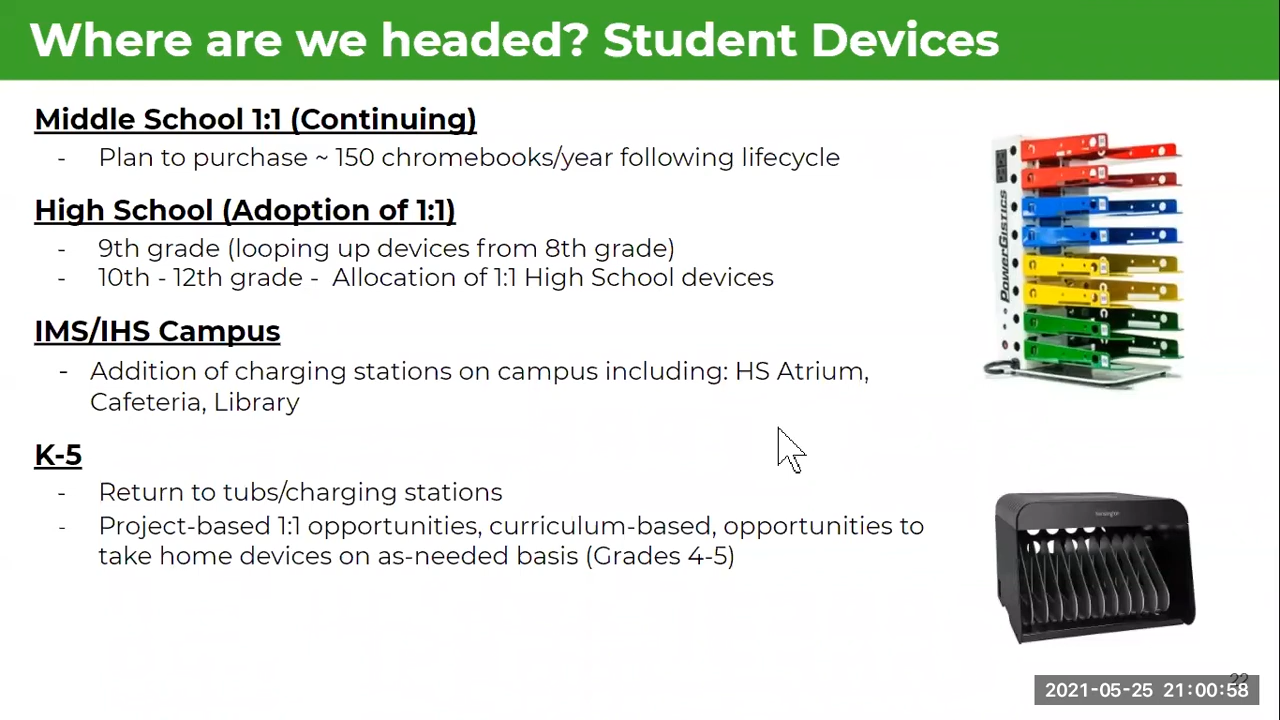 Where are we headed? Student Devices
Middle School 1:1 (Continuing)
- Plan to purchase ~ 150 chromebooks/year following lifecycle
High School (Adoption of 1:1)
- 9th grade (looping up devices from 8th grade)
- 10th - 12th grade - Allocation of 1:1 High School devices
IMS/IHS Campus
- Addition of charging stations on campus including: HS Atrium,
Cafeteria, Library
K-5
- Return to tubs/charging stations
- Project-based 1:1 opportunities, curriculum-based, opportunities to
take home devices on as-needed basis (Grades 4-5)
PowerGistics
Kensington
22
2021-05-25 21:00:58